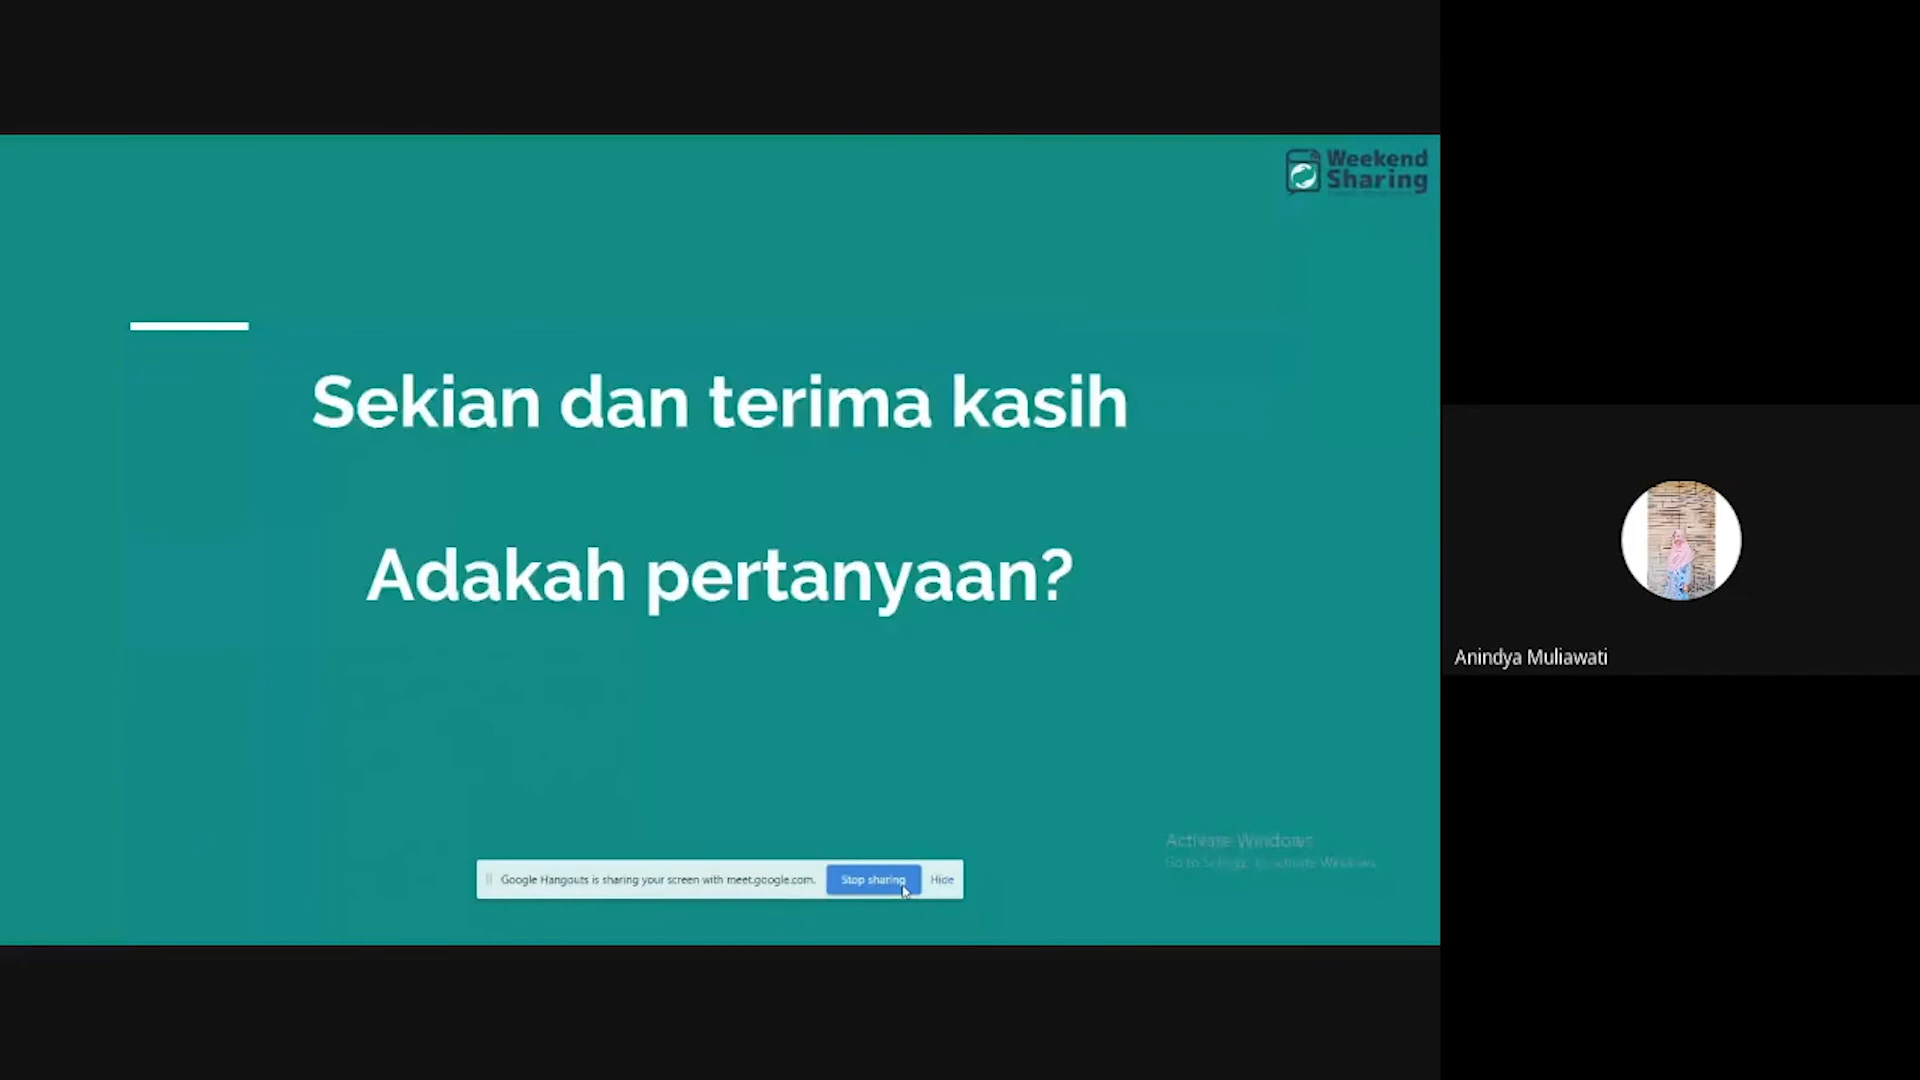 Weekend
Sharing
Sekian dan terima kasih
Adakah pertanyaan?
Anindya Muliawati
Activate Windows
Go to Settings to activate Windows.
Google Hangouts is sharing your screen with meet.google.com.
Stop sharing
Hide